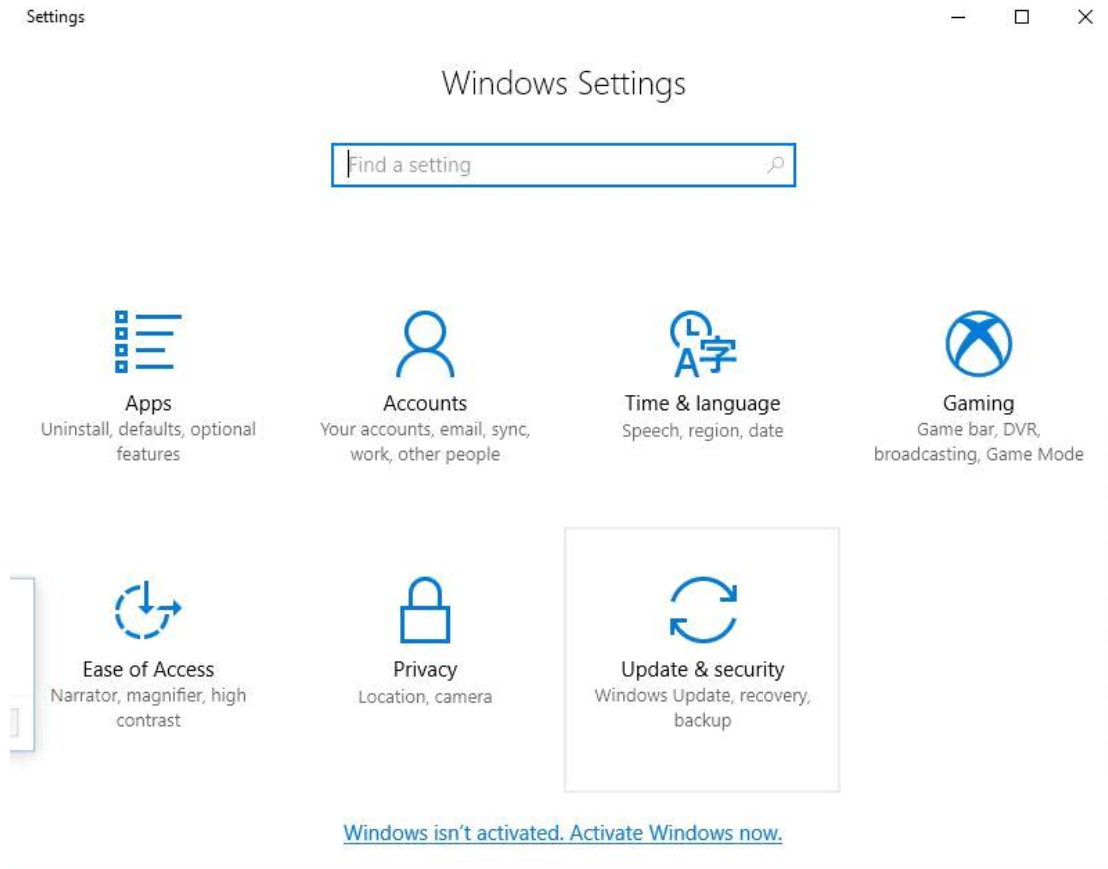 Settings
Windows Settings
Find a setting
Apps
Uninstall, defaults, optional
features
Accounts
Your accounts, email, sync,
work, other people
Time & language
Speech, region, date
Gaming
Game bar, DVR,
broadcasting, Game Mode
Ease of Access
Narrator, magnifier, high
contrast
Privacy
Location, camera
Update & security
Windows Update, recovery,
backup
Windows isn't activated. Activate Windows now.